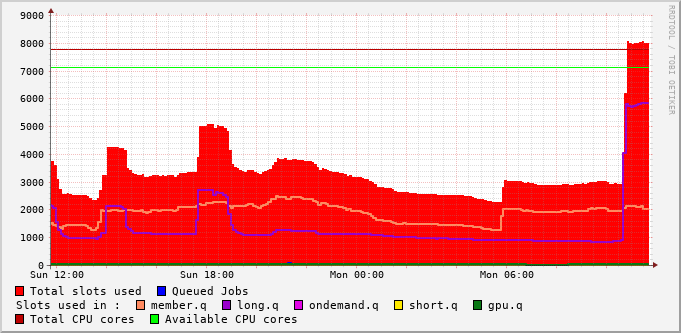 9000
8000
7000
6000
5000
4000
3000
2000
1000
0
Sun 12:00 Sun 18:00 Mon 00:00 Mon 06:00
RRDTOOL / TOBI OETIKER
Total slots used Queued Jobs
Slots used in : member.q long.q ondemand.q short.q gpu.q
Total CPU cores Available CPU cores